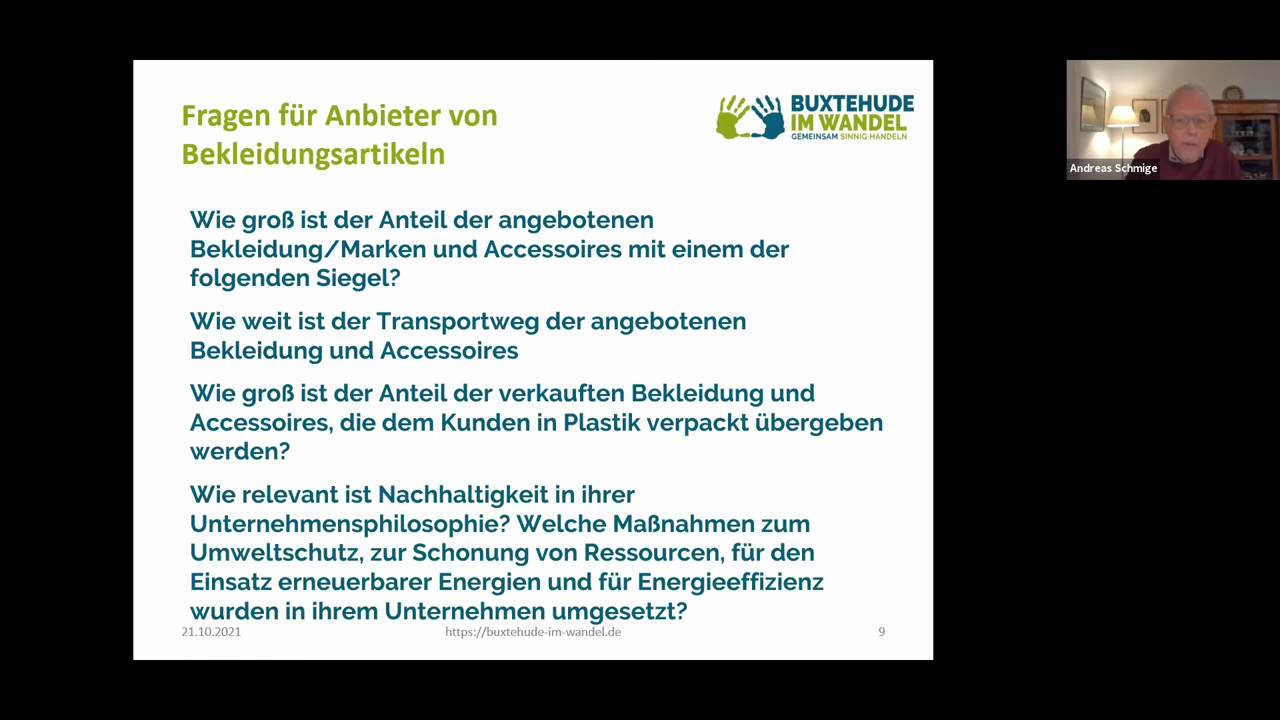 Fragen für Anbieter von
Bekleidungsartikeln
BUXTEHUDE
IM WANDEL
GEMEINSAM SINNIG HANDELN
Wie groß ist der Anteil der angebotenen
Bekleidung/Marken und Accessoires mit einem der
folgenden Siegel?
Wie weit ist der Transportweg der angebotenen
Bekleidung und Accessoires
Wie groß ist der Anteil der verkauften Bekleidung und
Accessoires, die dem Kunden in Plastik verpackt übergeben
werden?
Wie relevant ist Nachhaltigkeit in ihrer
Unternehmensphilosophie? Welche Maßnahmen zum
Umweltschutz, zur Schonung von Ressourcen, für den
Einsatz erneuerbarer Energien und für Energieeffizienz
wurden in ihrem Unternehmen umgesetzt?
21.10.2021
https://buxtehude-im-wandel.de
9
Andreas Schmige